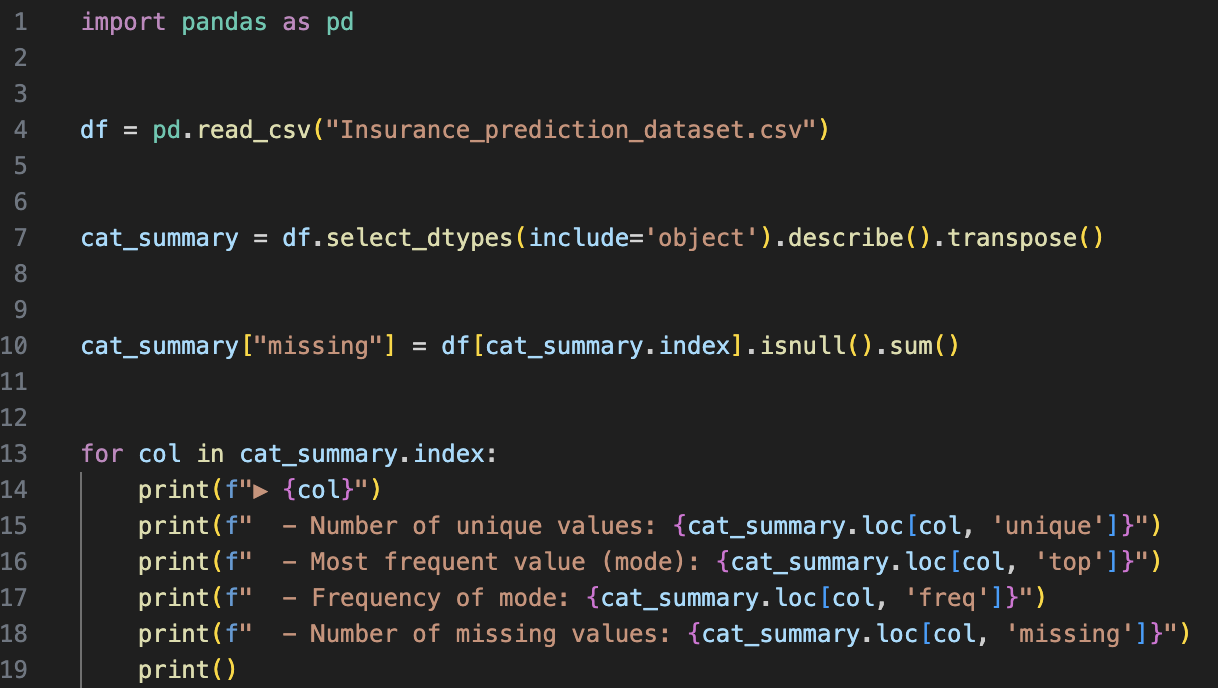 1 import pandas as pd
2
3
4 df = pd.read_csv("Insurance_prediction_dataset.csv")
5
6
7 cat_summary = df.select_dtypes(include='object').describe().transpose()
8
9
10 cat_summary["missing"] = df[cat_summary.index].isnull().sum()
11
12
13 for col in cat_summary.index:
14     print(f"▶ {col}")
15     print(f"  – Number of unique values: {cat_summary.loc[col, 'unique']}")
16     print(f"  – Most frequent value (mode): {cat_summary.loc[col, 'top']}")
17     print(f"  – Frequency of mode: {cat_summary.loc[col, 'freq']}")
18     print(f"  – Number of missing values: {cat_summary.loc[col, 'missing']}")
19     print()